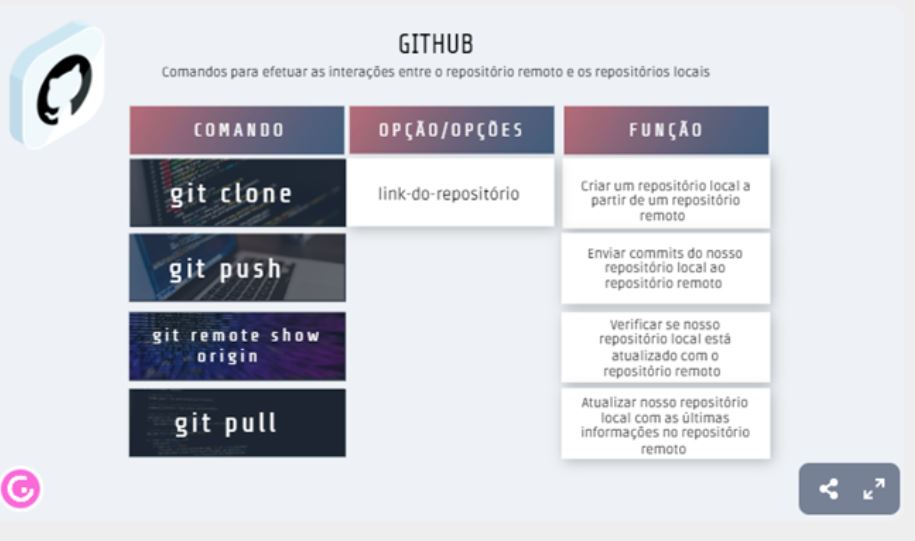 GITHUB
Comandos para efetuar as interações entre o repositório remoto e os repositórios locais
COMANDO
OPÇÃO/OPÇÕES
FUNÇÃO
git clone
link-do-repositório
Criar um repositório local a
partir de um repositório
remoto
git push
Enviar commits do nosso
repositório local ao
repositório remoto
git remote show
origin
Verificar se nosso
repositório local está
atualizado com o
repositório remoto
git pull
Atualizar nosso repositório
local com as últimas
informações no repositório
remoto